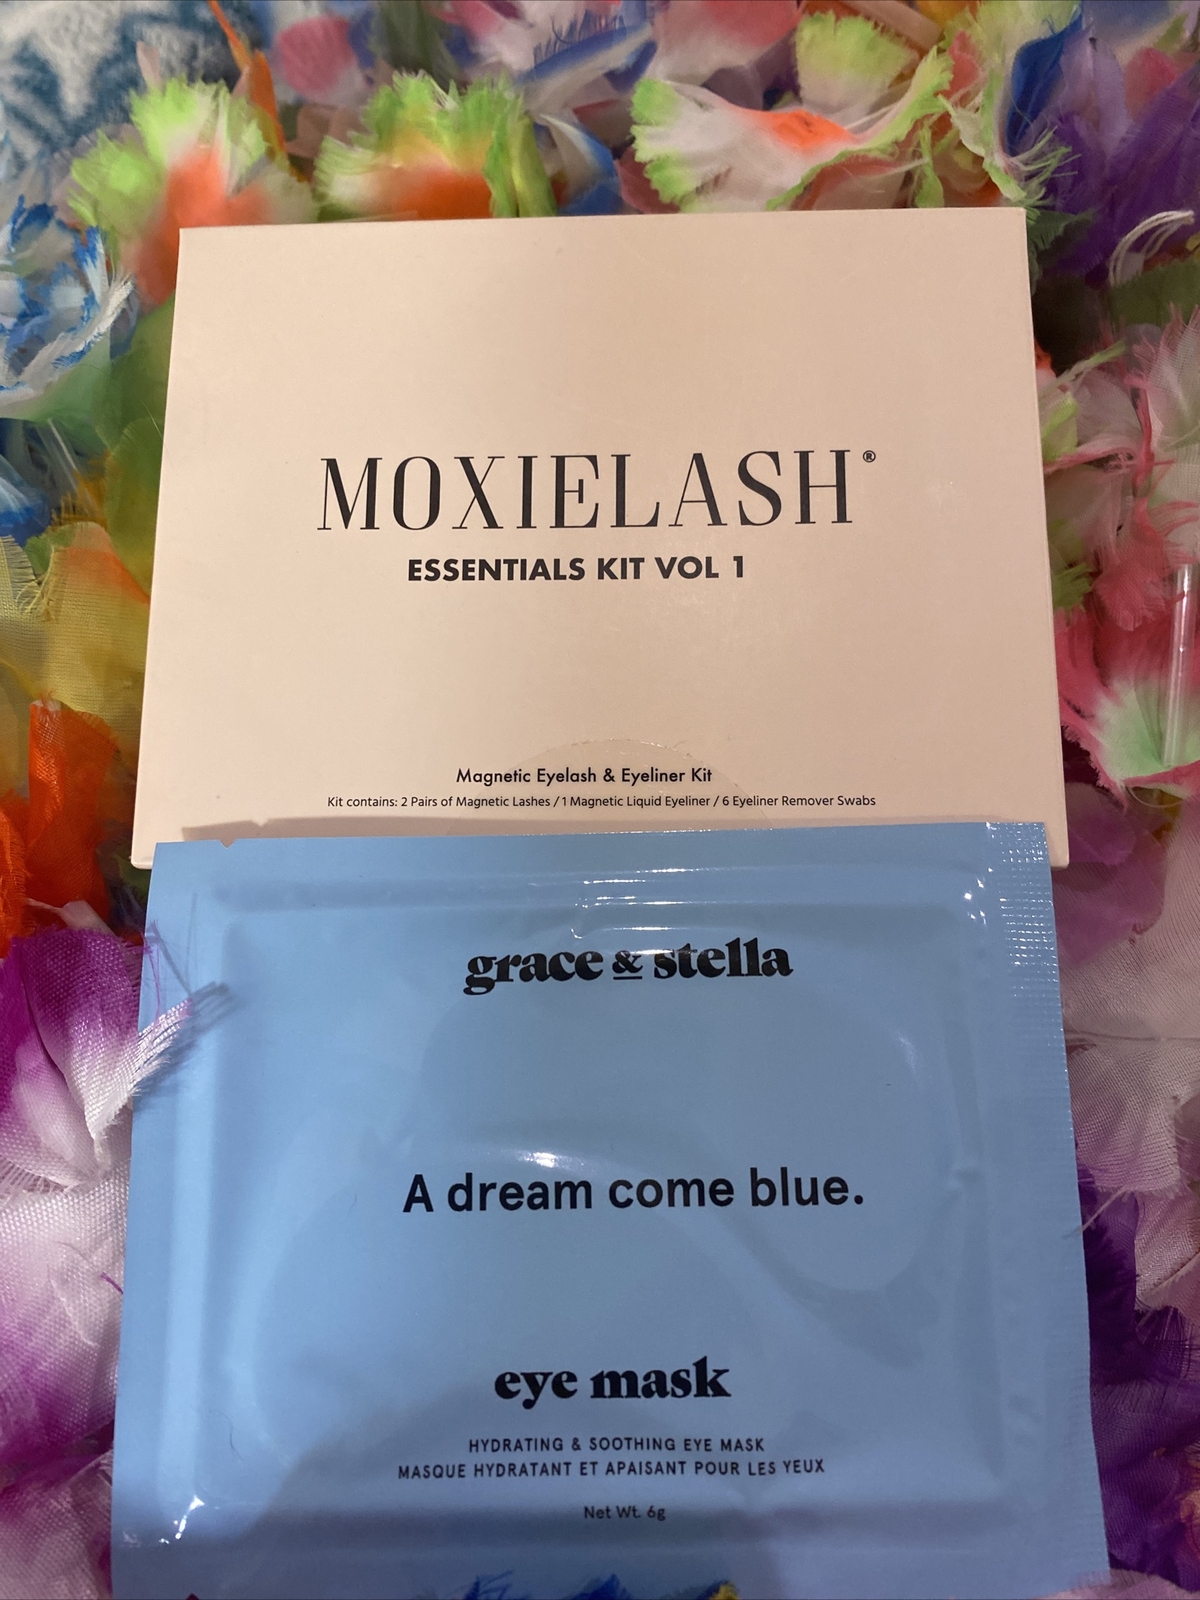 MOXIELASH®
ESSENTIALS KIT VOL 1
Magnetic Eyelash & Eyeliner Kit
Kit contains: 2 Pairs of Magnetic Lashes / 1 Magnetic Liquid Eyeliner / 6 Eyeliner Remover Swabs
grace & stella
A dream come blue.
eye mask
HYDRATING & SOOTHING EYE MASK
MASQUE HYDRATANT ET APAISANT POUR LES YEUX
Net Wt. 6g